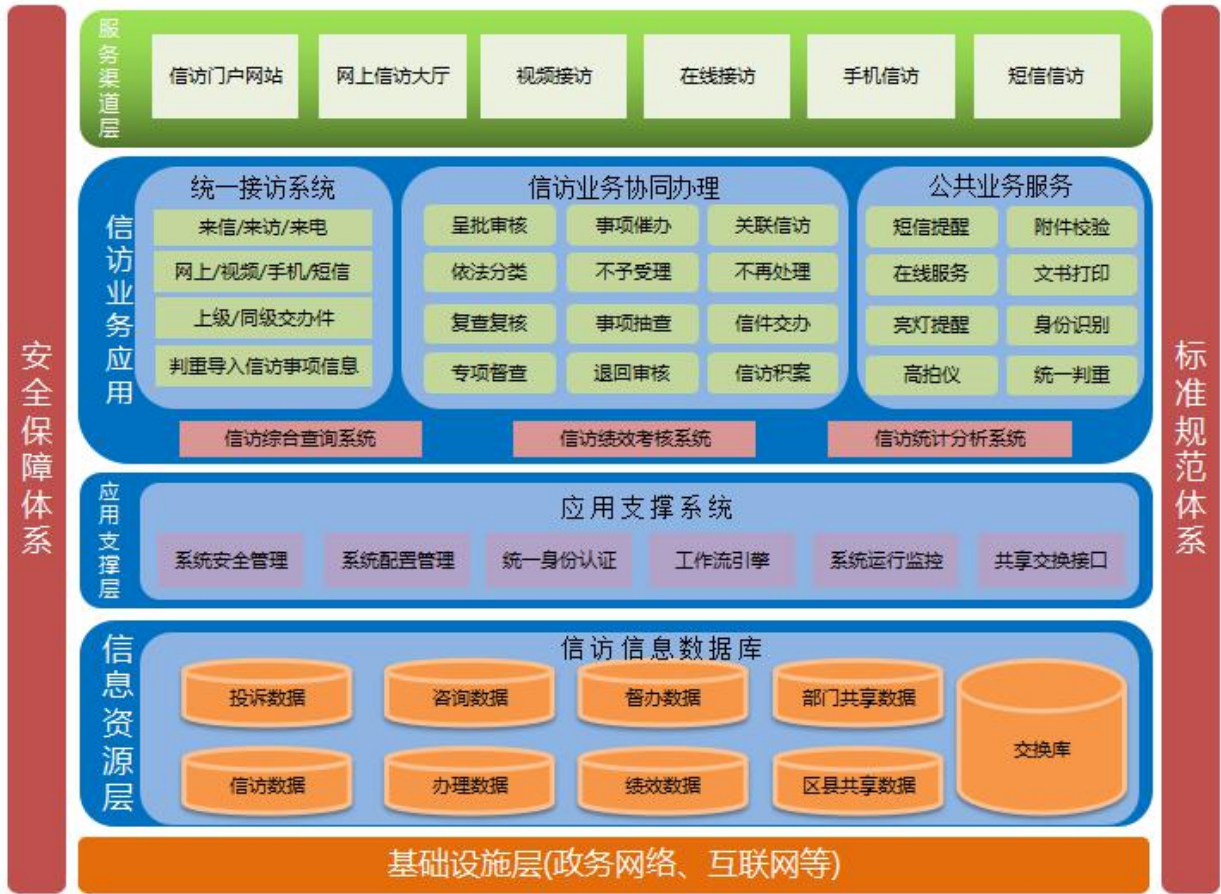 安全保障体系
标准规范体系
服务渠道层
信访门户网站
网上信访大厅
视频接访
在线接访
手机信访
短信信访
信访业务应用
统一接访系统
来信/来访/来电
网上/视频/手机/短信
上级/同级交办件
判重导入信访事项信息
信访业务协同办理
呈批审核
事项催办
关联信访
依法分类
不予受理
不再处理
复查复核
事项抽查
信件交办
专项督查
退回审核
信访积案
公共业务服务
短信提醒
附件校验
在线服务
文书打印
亮灯提醒
身份识别
高拍仪
统一判重
信访综合查询系统
信访绩效考核系统
信访统计分析系统
应用支撑层
应用支撑系统
系统安全管理
系统配置管理
统一身份认证
工作流引擎
系统运行监控
共享交换接口
信息资源层
信访信息数据库
投诉数据
咨询数据
督办数据
部门共享数据
信访数据
办理数据
绩效数据
区县共享数据
交换库
基础设施层(政务网络、互联网等)